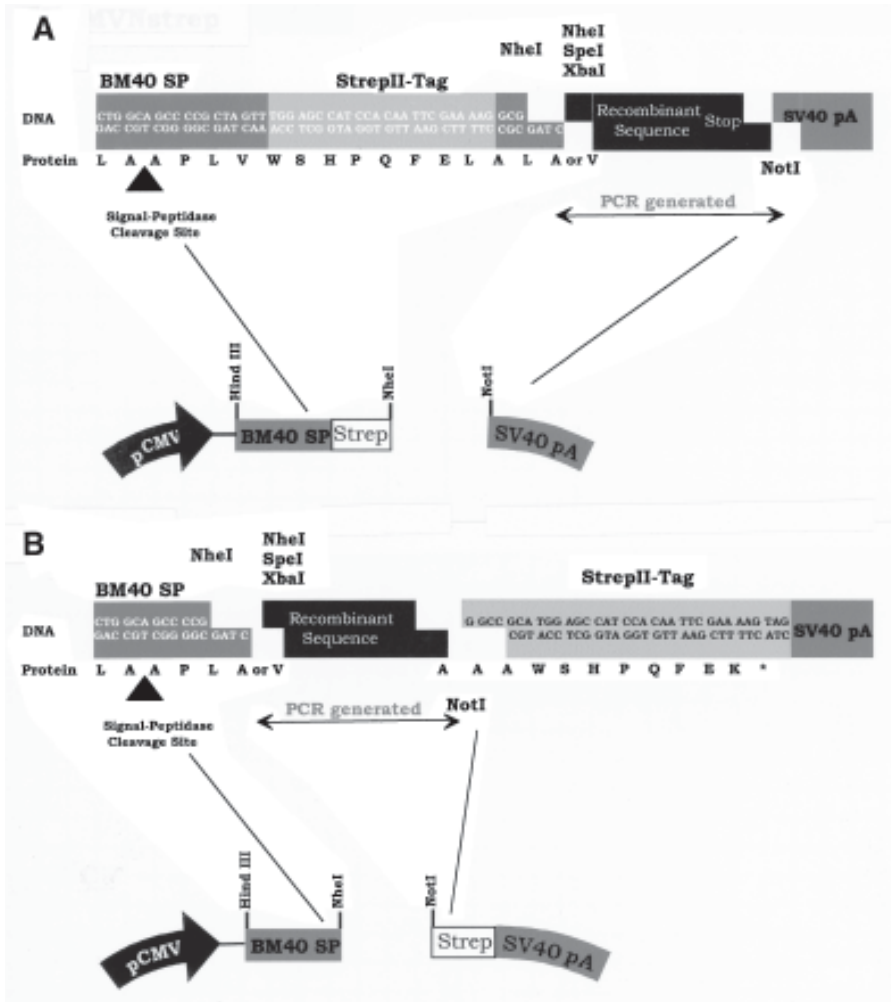 A
NheI
NheI
SpeI
XbaI
BM40 SP
StrepII-Tag
DNA
CTG GCA GCC CCG CTA GTT TGG AGC CAT CCA CAA TTC GAA AAG GCG
GAC CGT CGG GGC GAT CAA ACC TCG GTA GGT GTT AAG CTT TTC CGC GAT C
Recombinant
Sequence
Stop
SV40 pA
Protein
L A A P L V W S H P Q F E L A L A or V
NotI
PCR generated
Signal-Peptidase
Cleavage Site
Hind III
NheI
NotI
pCMV
BM40 SP
Strep
SV40 pA
B
NheI
NheI
SpeI
XbaI
BM40 SP
StrepII-Tag
DNA
CTG GCA GCC CCG
GAC CGT CGG GGC GAT C
Recombinant
Sequence
G GCC GCA TGG AGC CAT CCA CAA TTC GAA AAG TAG
CGT ACC TCG GTA GGT GTT AAG CTT TTC ATC
SV40 pA
Protein
L A A P L A or V A A A W S H P Q F E K *
NotI
PCR generated
Signal-Peptidase
Cleavage Site
Hind III
NheI
NotI
pCMV
BM40 SP
Strep
SV40 pA